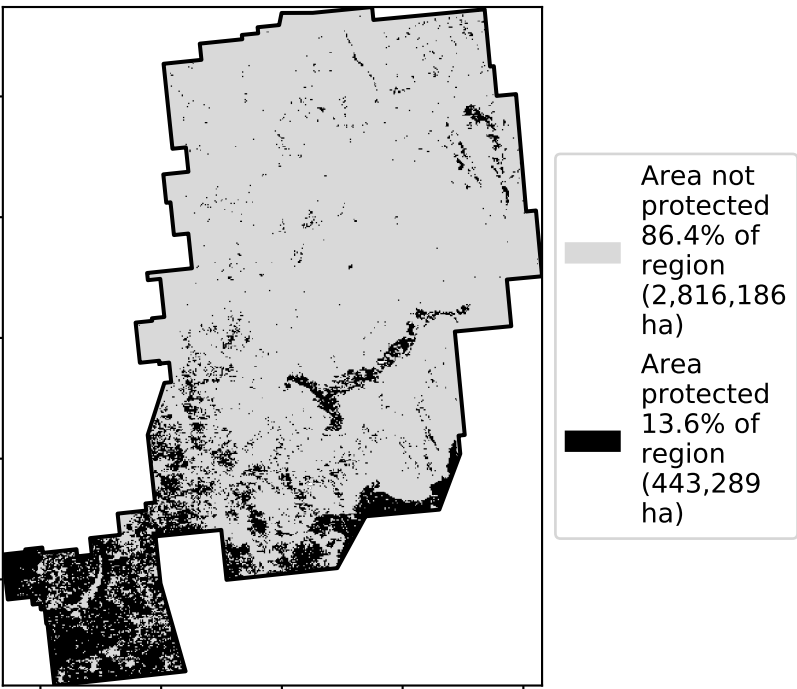 Area not
protected
86.4% of
region
(2,816,186
ha)
Area
protected
13.6% of
region
(443,289
ha)